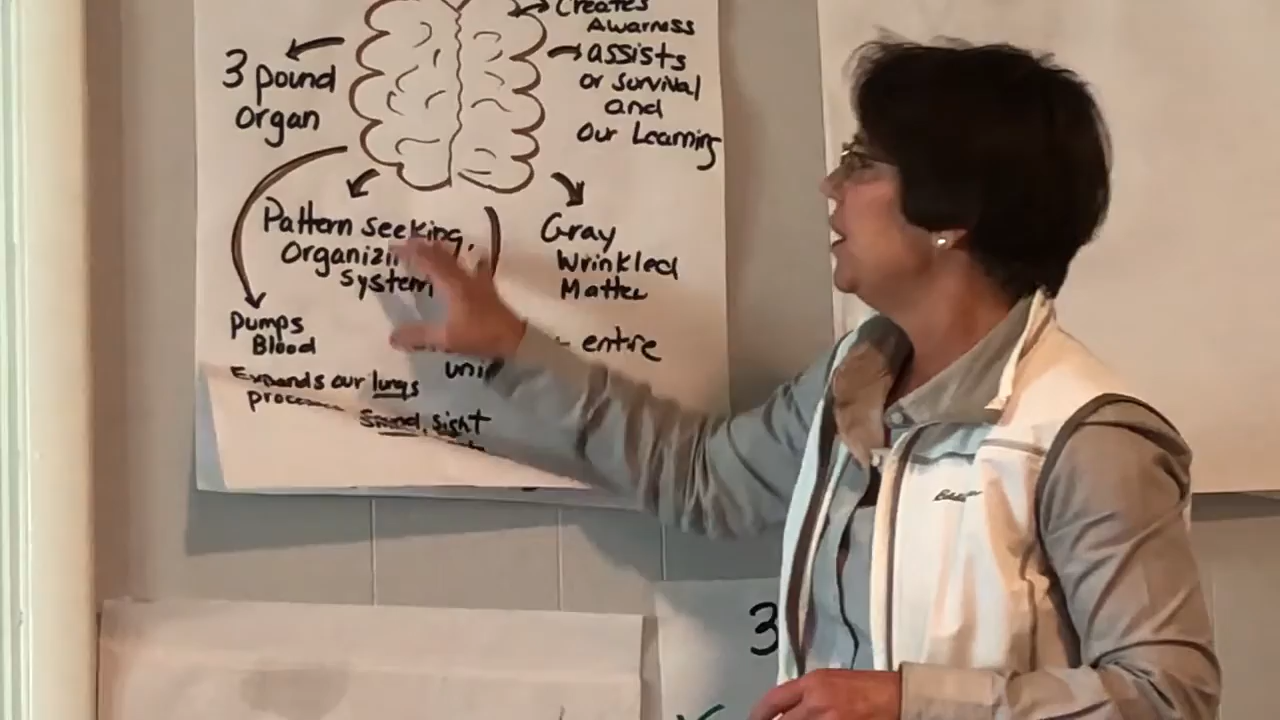 Creates
Awarness
assists
or survival
and
Our Learning
3 pound
organ
Pattern seeking,
Organizin
system
Gray
Wrinkled
Matter
Pumps
Blood
entire
Expands our lungs
Sound, sight
3